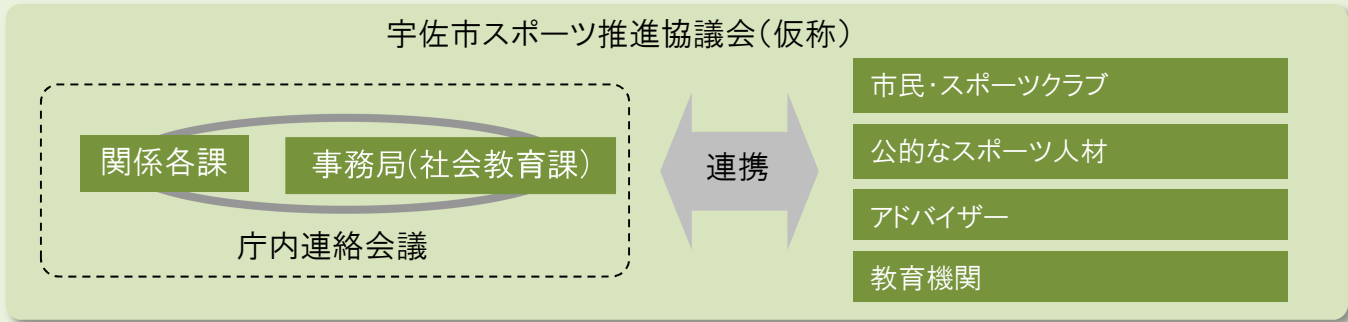 宇佐市スポーツ推進協議会（仮称）
関係各課
事務局（社会教育課）
庁内連絡会議
連携
市民・スポーツクラブ
公的なスポーツ人材
アドバイザー
教育機関